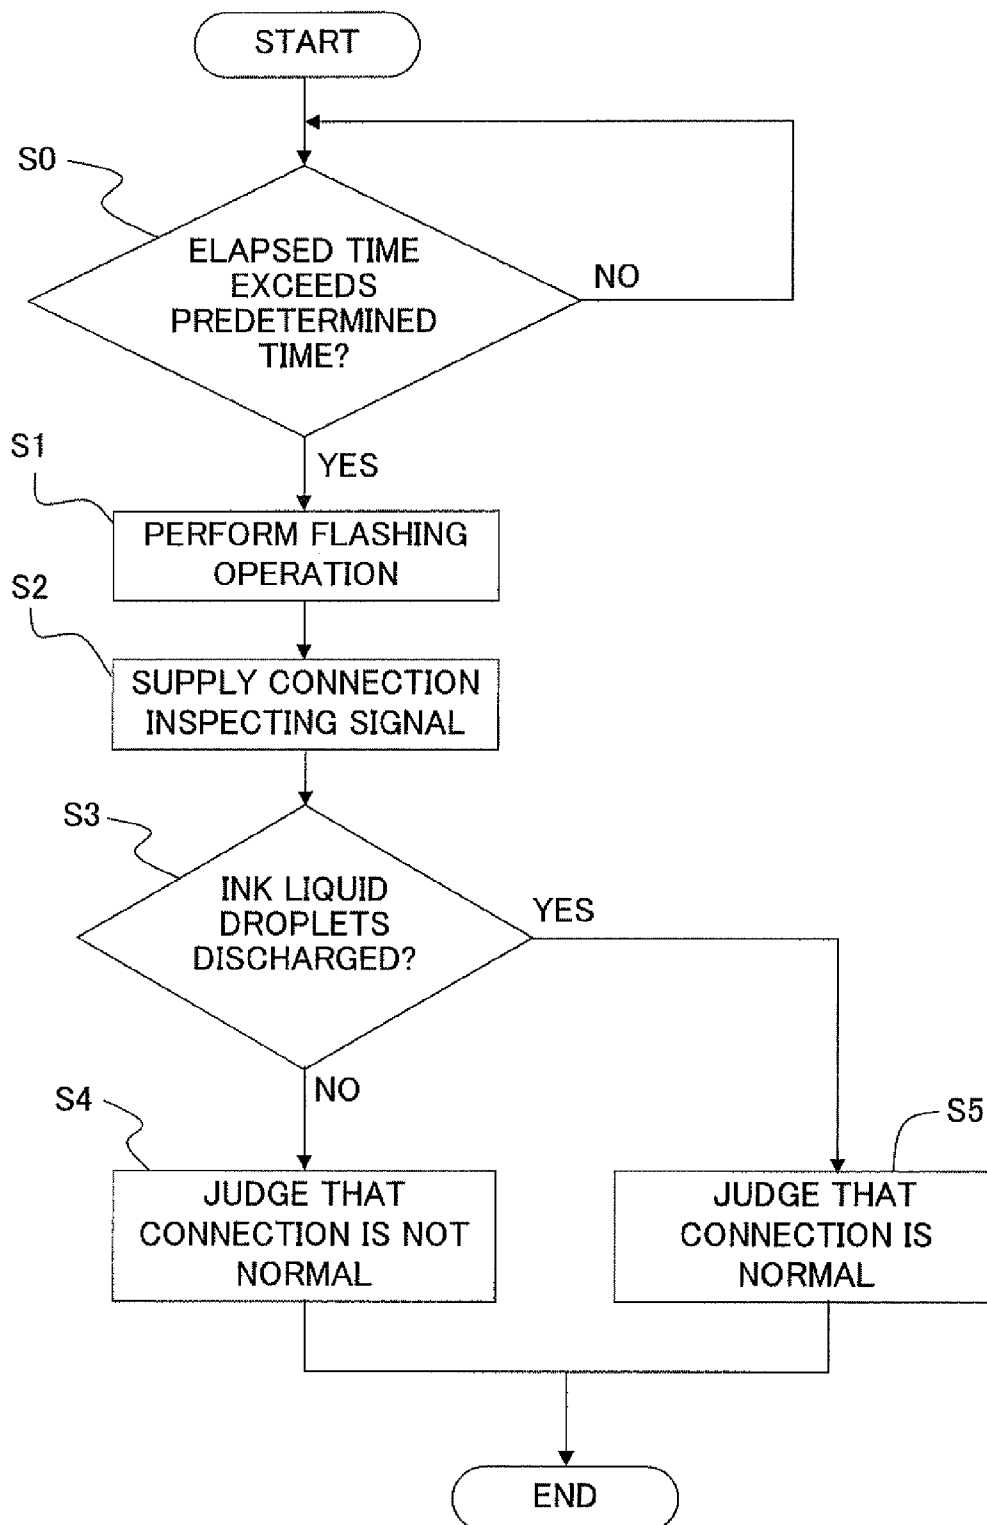 START
S0
ELAPSED TIME
EXCEEDS
PREDETERMINED
TIME?
NO
S1
YES
PERFORM FLASHING
OPERATION
S2
SUPPLY CONNECTION
INSPECTING SIGNAL
S3
INK LIQUID
DROPLETS
DISCHARGED?
YES
NO
S4
S5
JUDGE THAT
CONNECTION IS NOT
NORMAL
JUDGE THAT
CONNECTION IS
NORMAL
END